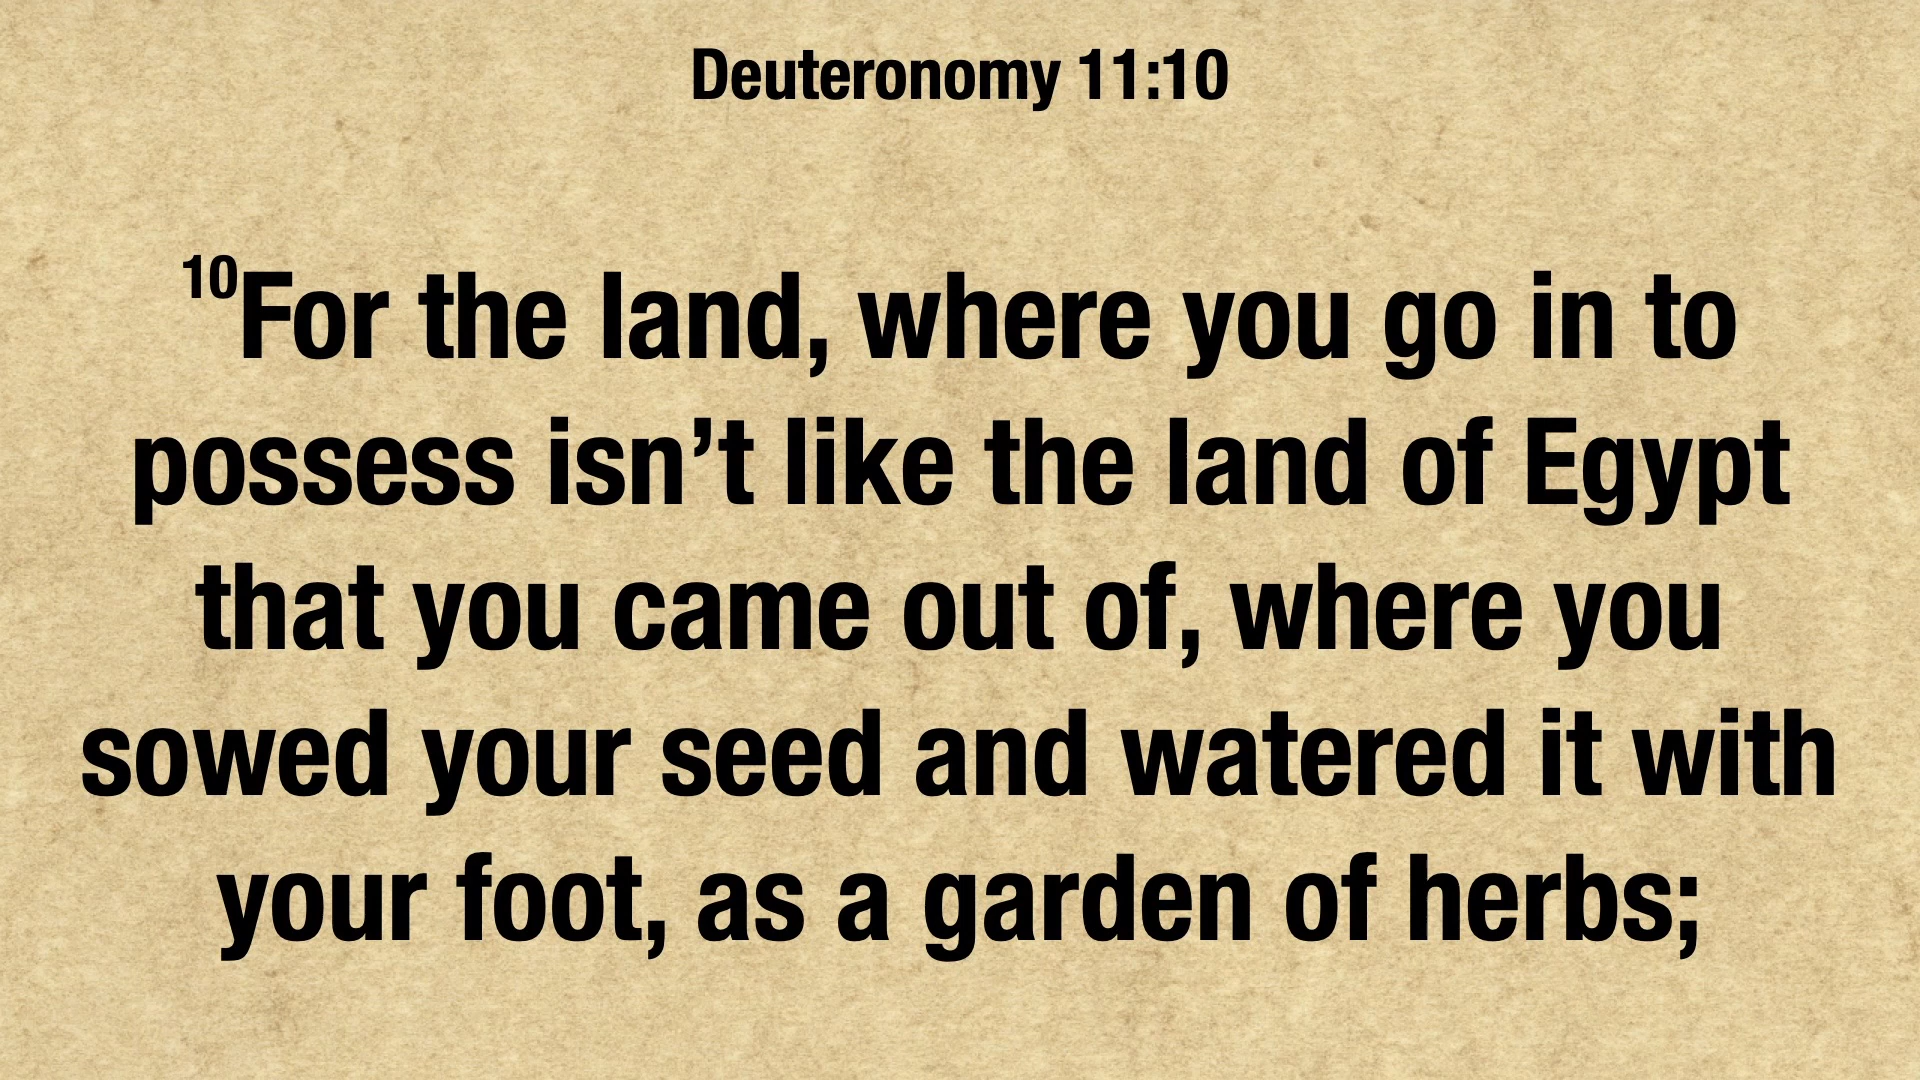 Deuteronomy 11:10
10For the land, where you go in to
possess isn’t like the land of Egypt
that you came out of, where you
sowed your seed and watered it with
your foot, as a garden of herbs;